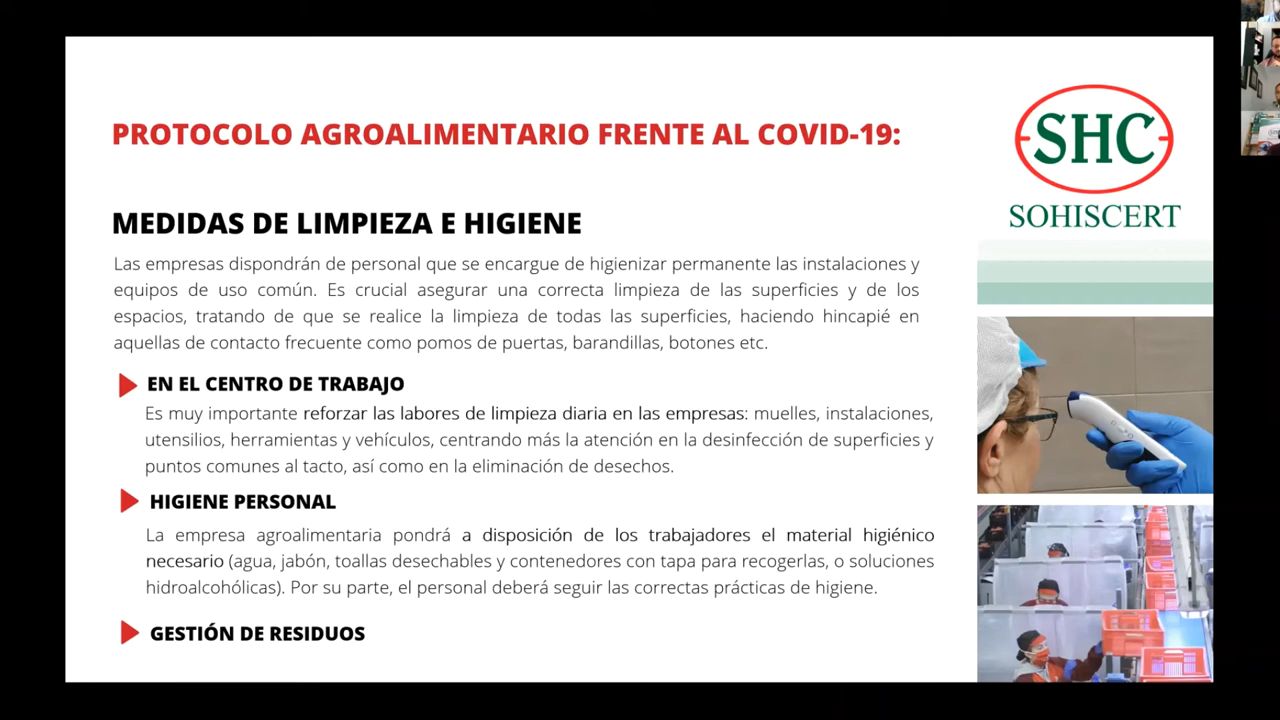 PROTOCOLO AGROALIMENTARIO FRENTE AL COVID-19:
SHC
SOHISCERT
MEDIDAS DE LIMPIEZA E HIGIENE
Las empresas dispondrán de personal que se encargue de higienizar permanente las instalaciones y
equipos de uso común. Es crucial asegurar una correcta limpieza de las superficies y de los
espacios, tratando de que se realice la limpieza de todas las superficies, haciendo hincapié en
aquellas de contacto frecuente como pomos de puertas, barandillas, botones etc.
EN EL CENTRO DE TRABAJO
Es muy importante reforzar las labores de limpieza diaria en las empresas: muelles, instalaciones,
utensilios, herramientas y vehículos, centrando más la atención en la desinfección de superficies y
puntos comunes al tacto, así como en la eliminación de desechos.
HIGIENE PERSONAL
La empresa agroalimentaria pondrá a disposición de los trabajadores el material higiénico
necesario (agua, jabón, toallas desechables y contenedores con tapa para recogerlas, o soluciones
hidroalcohólicas). Por su parte, el personal deberá seguir las correctas prácticas de higiene.
GESTIÓN DE RESIDUOS